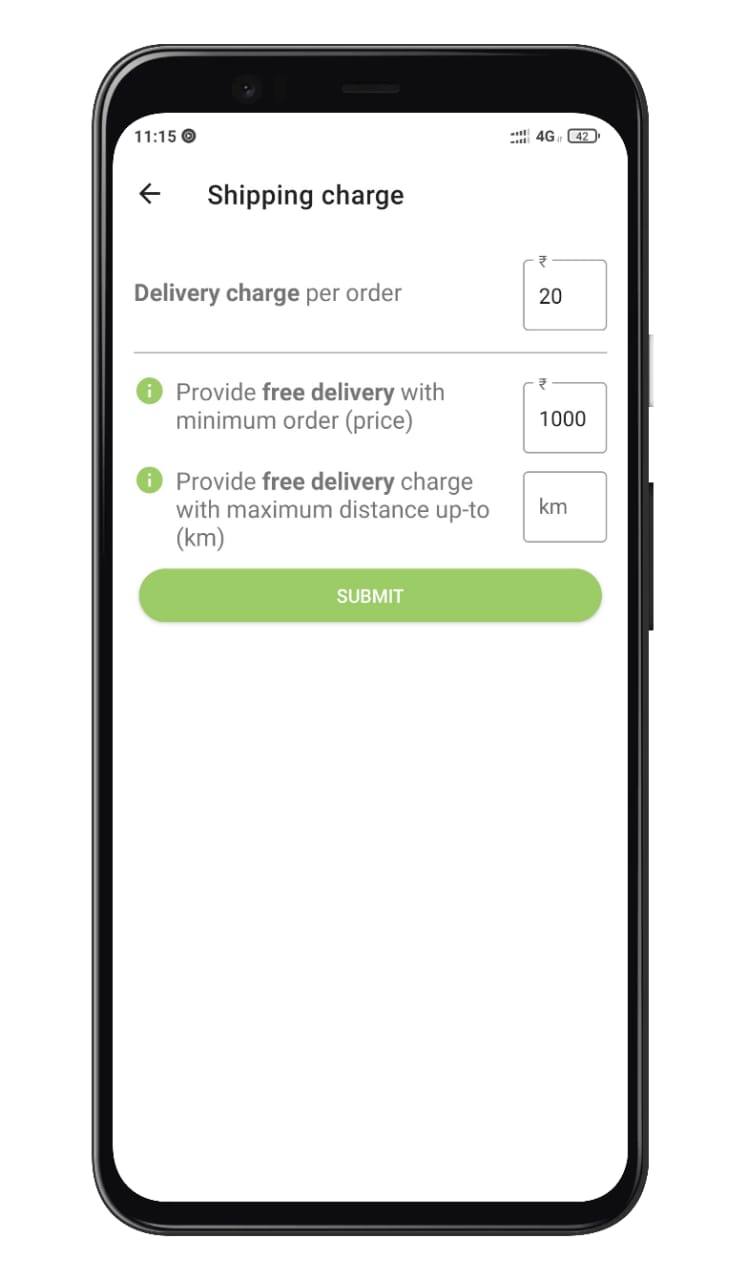 11:15 4G 42
Shipping charge
₹
Delivery charge per order 20
₹
Provide free delivery with
minimum order (price) 1000
Provide free delivery charge
with maximum distance up-to km
(km)
SUBMIT